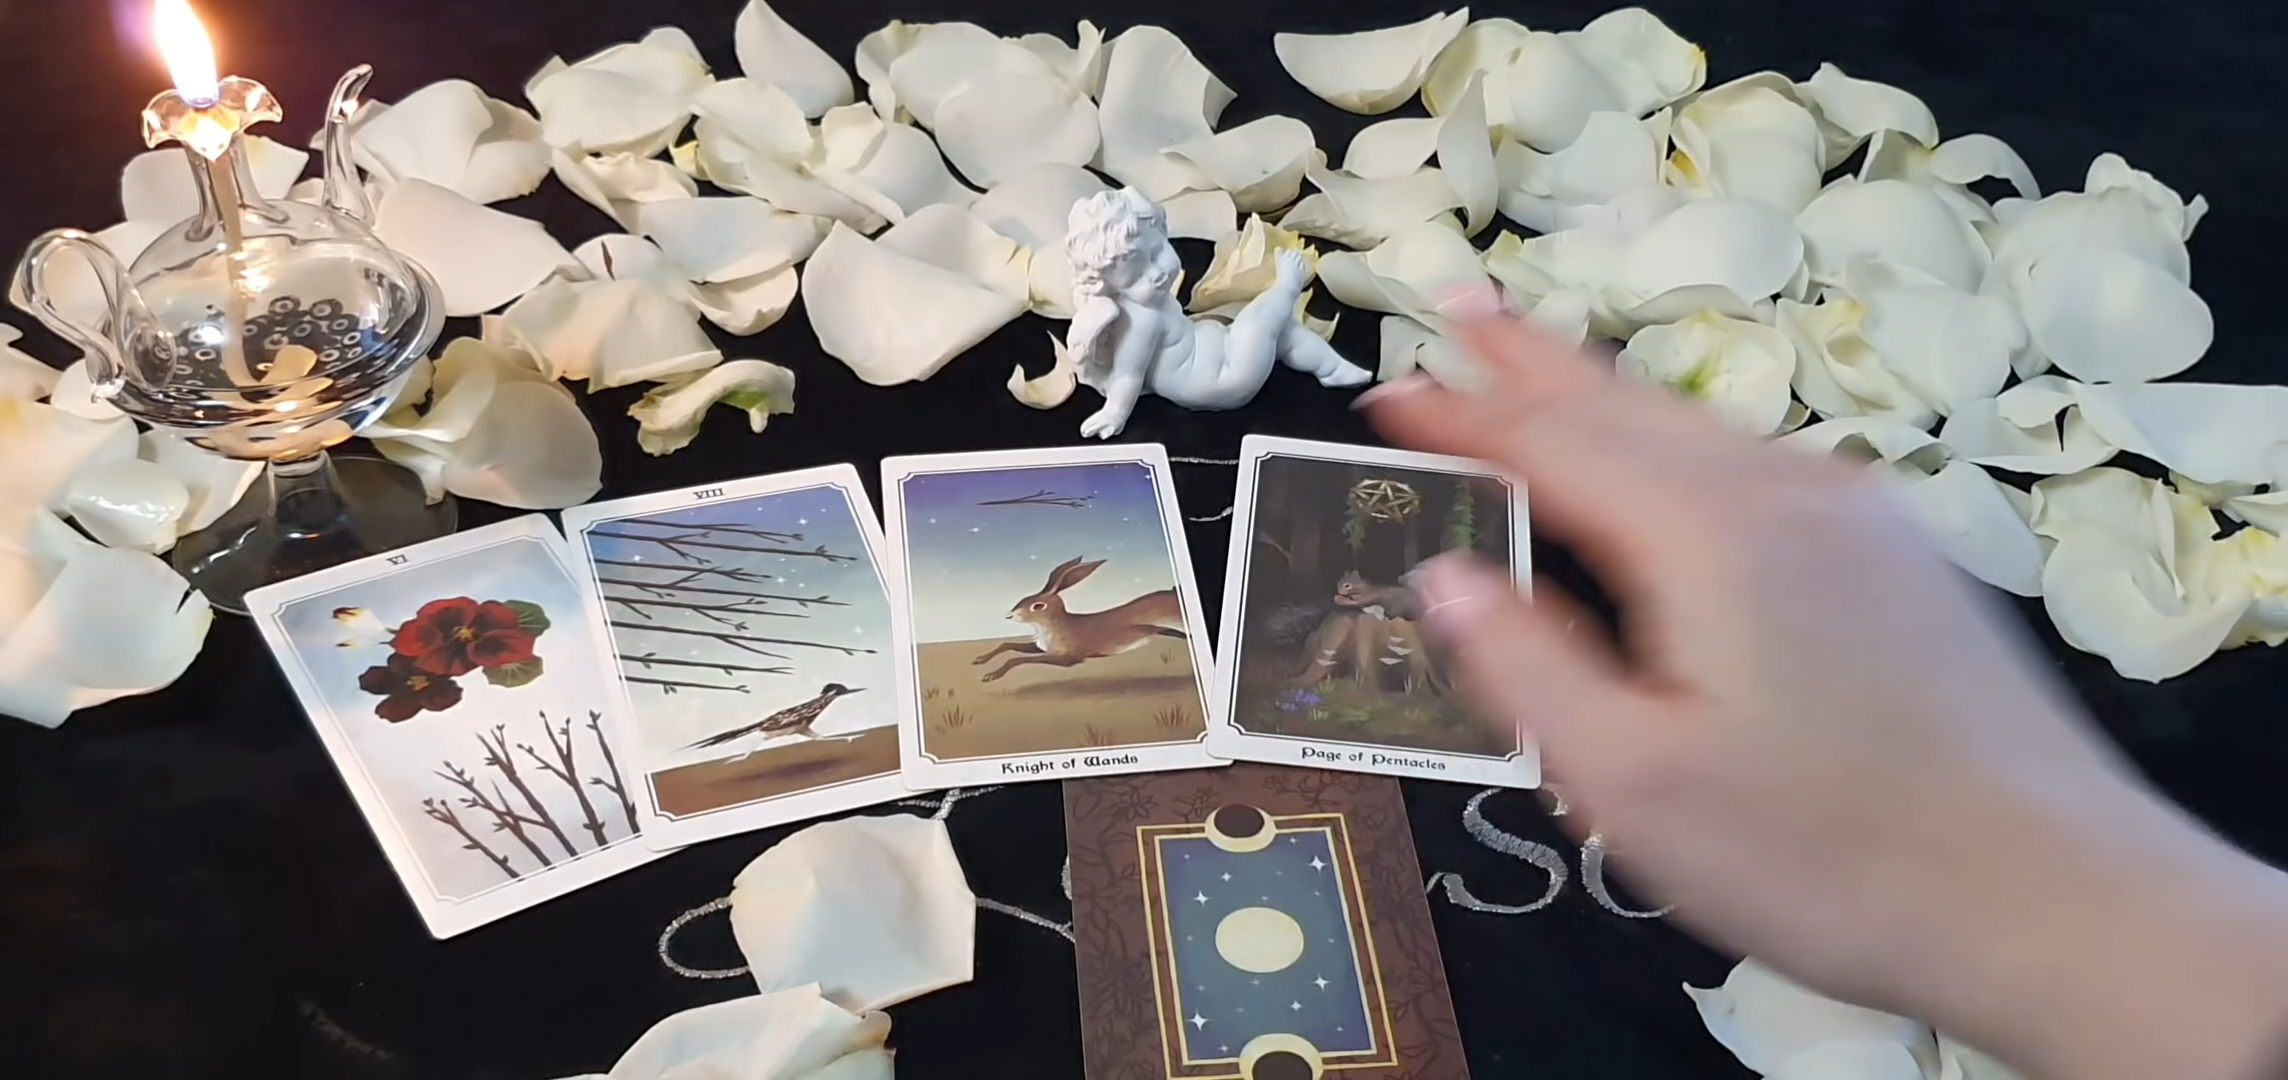 VI
VIII
Knight of Wands
Page of Pentacles